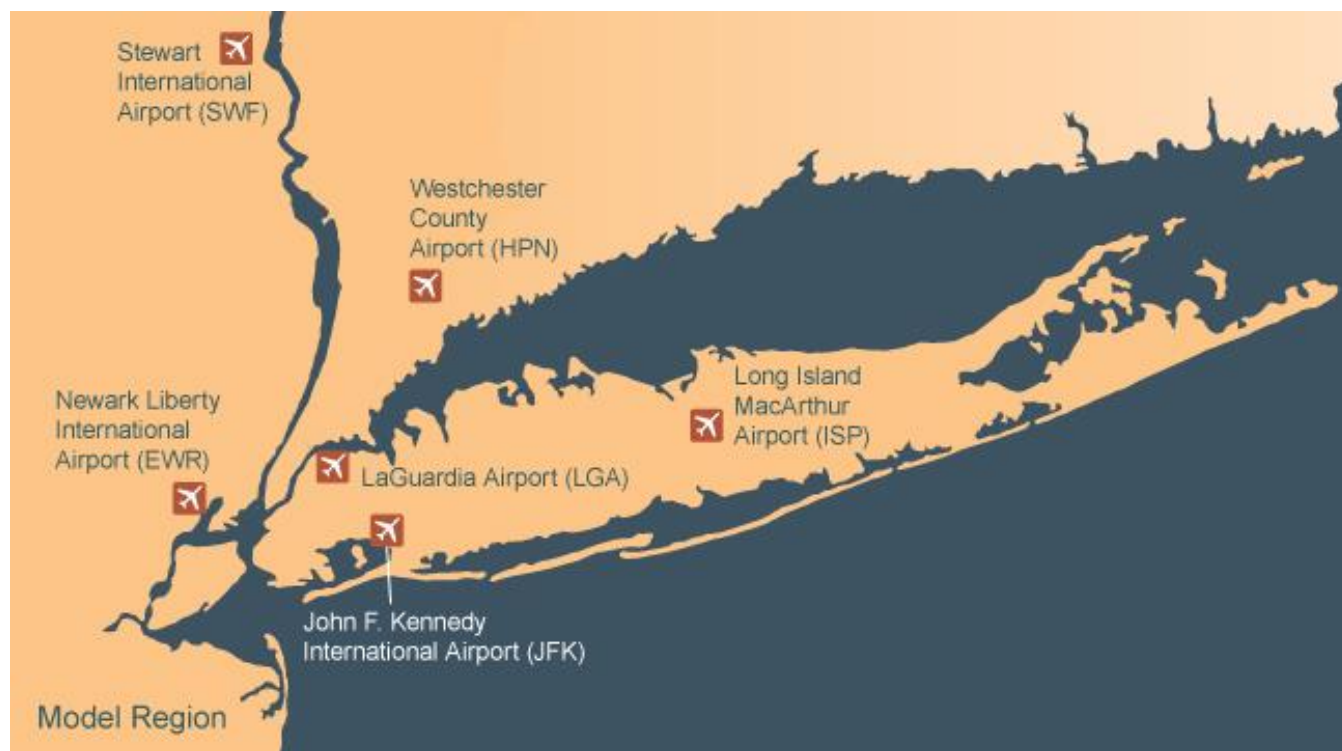 Stewart
International
Airport (SWF)
Westchester
County
Airport (HPN)
Long Island
MacArthur
Airport (ISP)
Newark Liberty
International
Airport (EWR)
LaGuardia Airport (LGA)
John F. Kennedy
International Airport (JFK)
Model Region